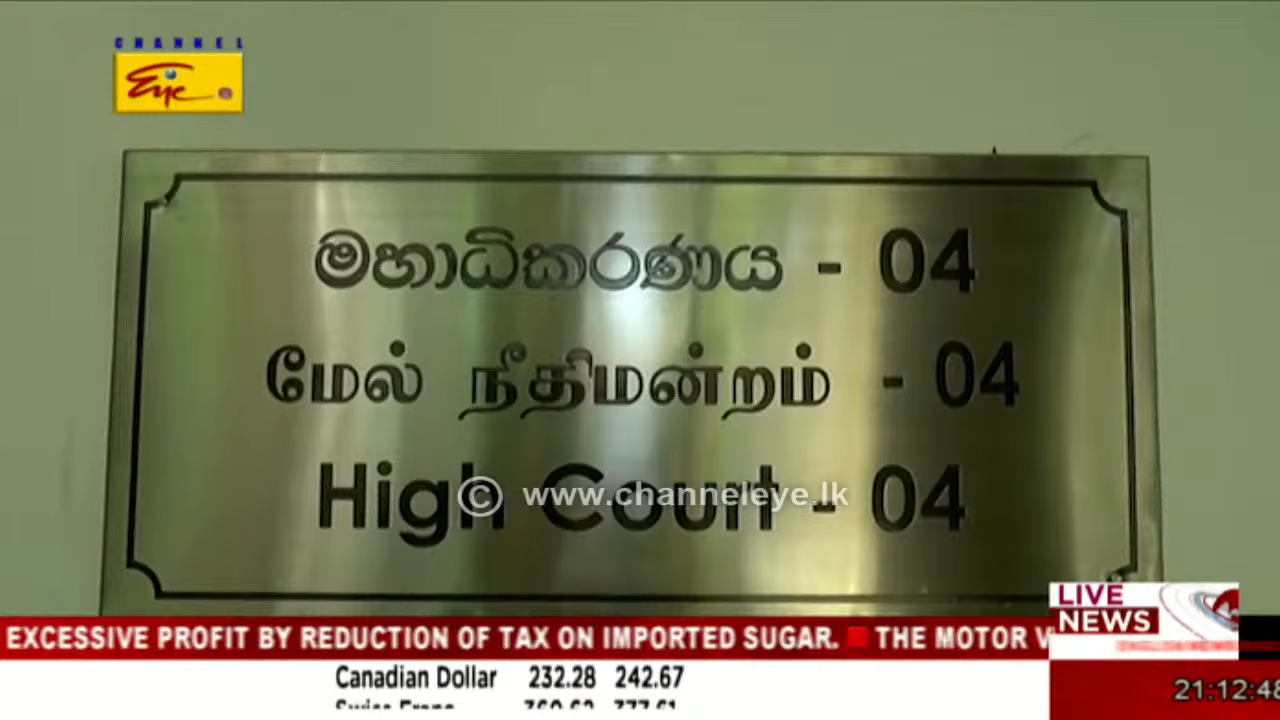 CHANNEL
Eye
මහාධිකරණය - 04
மேல் நீதிமன்றம் - 04
High Court - 04
© www.channeleye.lk
LIVE
NEWS
EXCESSIVE PROFIT BY REDUCTION OF TAX ON IMPORTED SUGAR. THE MOTOR V
Canadian Dollar 232.28 242.67
21:12:48